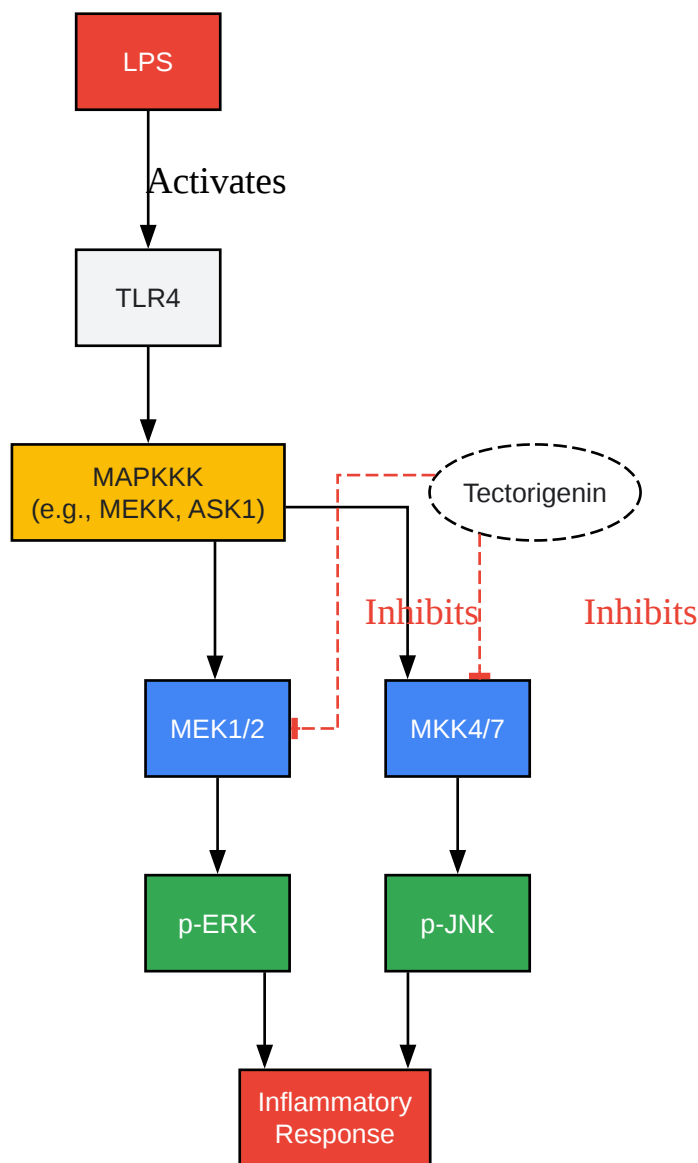 LPS
Activates
TLR4
MAPKKK
(e.g., MEKK, ASK1)
Tectorigenin
Inhibits
Inhibits
MEK1/2
MKK4/7
p-ERK
p-JNK
Inflammatory
Response